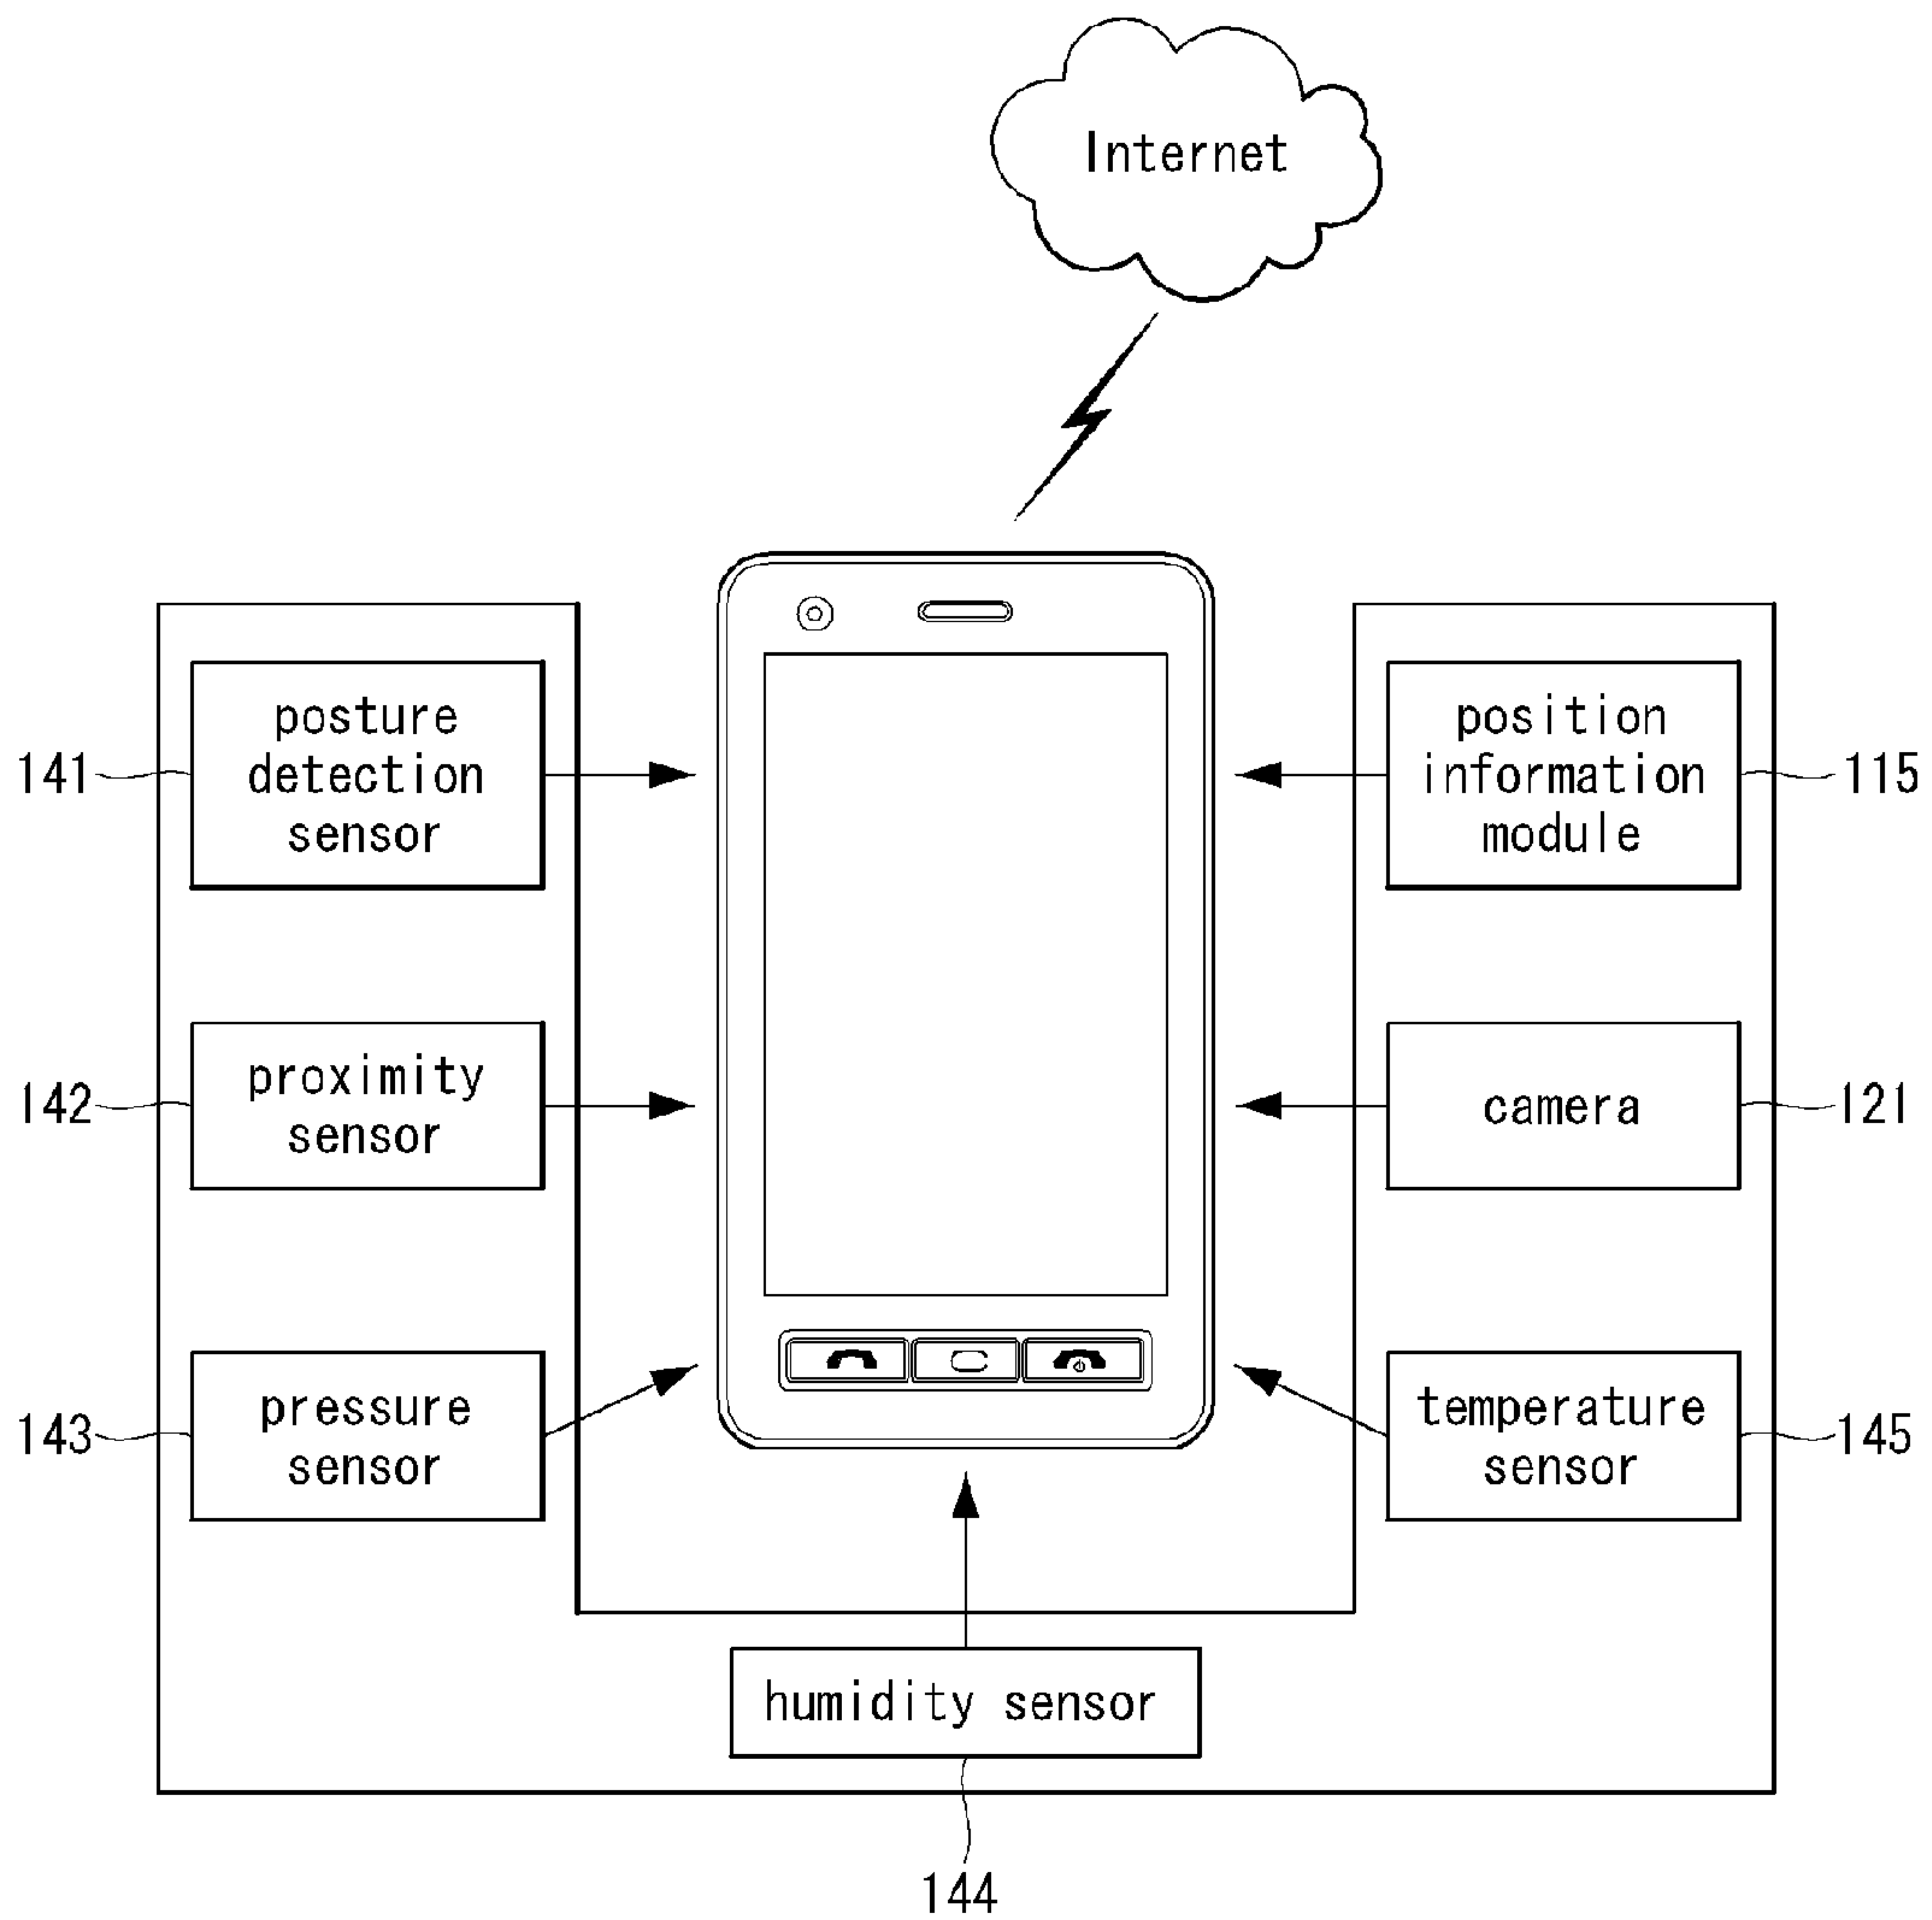 Internet
posture
detection
sensor
141
position
information
module
115
proximity
sensor
142
camera
121
pressure
sensor
143
temperature
sensor
145
humidity sensor
144